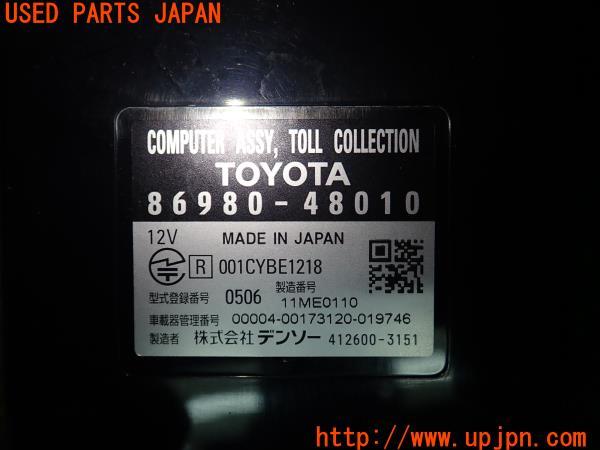 USED PARTS JAPAN
COMPUTER ASSY, TOLL COLLECTION
TOYOTA
86980-48010
12V MADE IN JAPAN
R 001CYBE1218
型式登録番号 0506 製造番号 11ME0110
車載器管理番号 00004-00173120-019746
製造者 株式会社 デンソー 412600-3151
http://www.upjpn.com